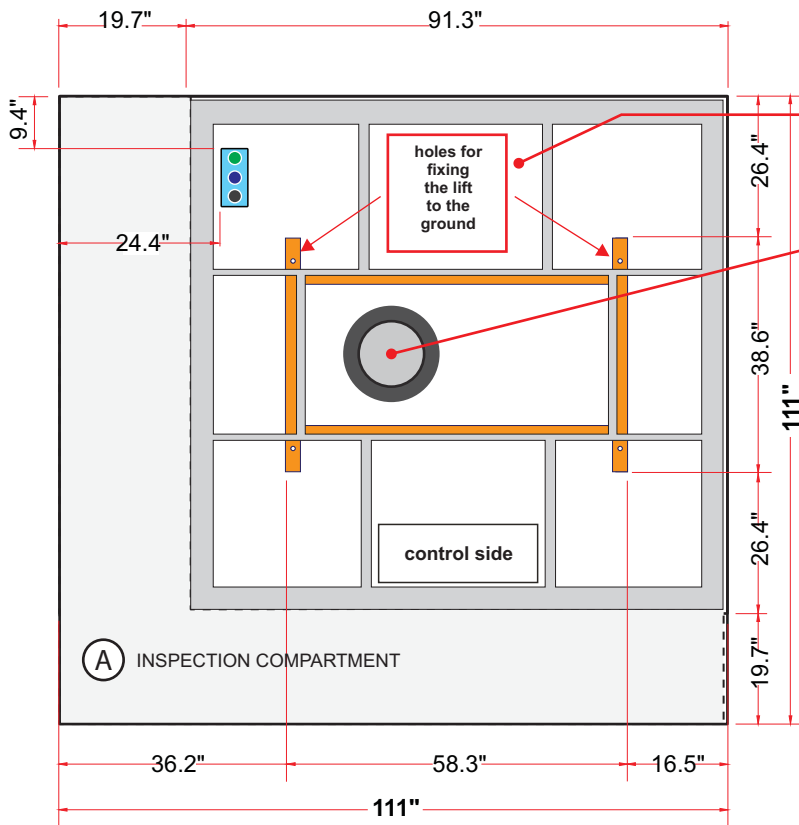 19.7"
91.3"
9.4"
26.4"
holes for
fixing
the lift
to the
ground
24.4"
38.6"
111"
control side
26.4"
A
INSPECTION COMPARTMENT
19.7"
36.2"
58.3"
16.5"
111"